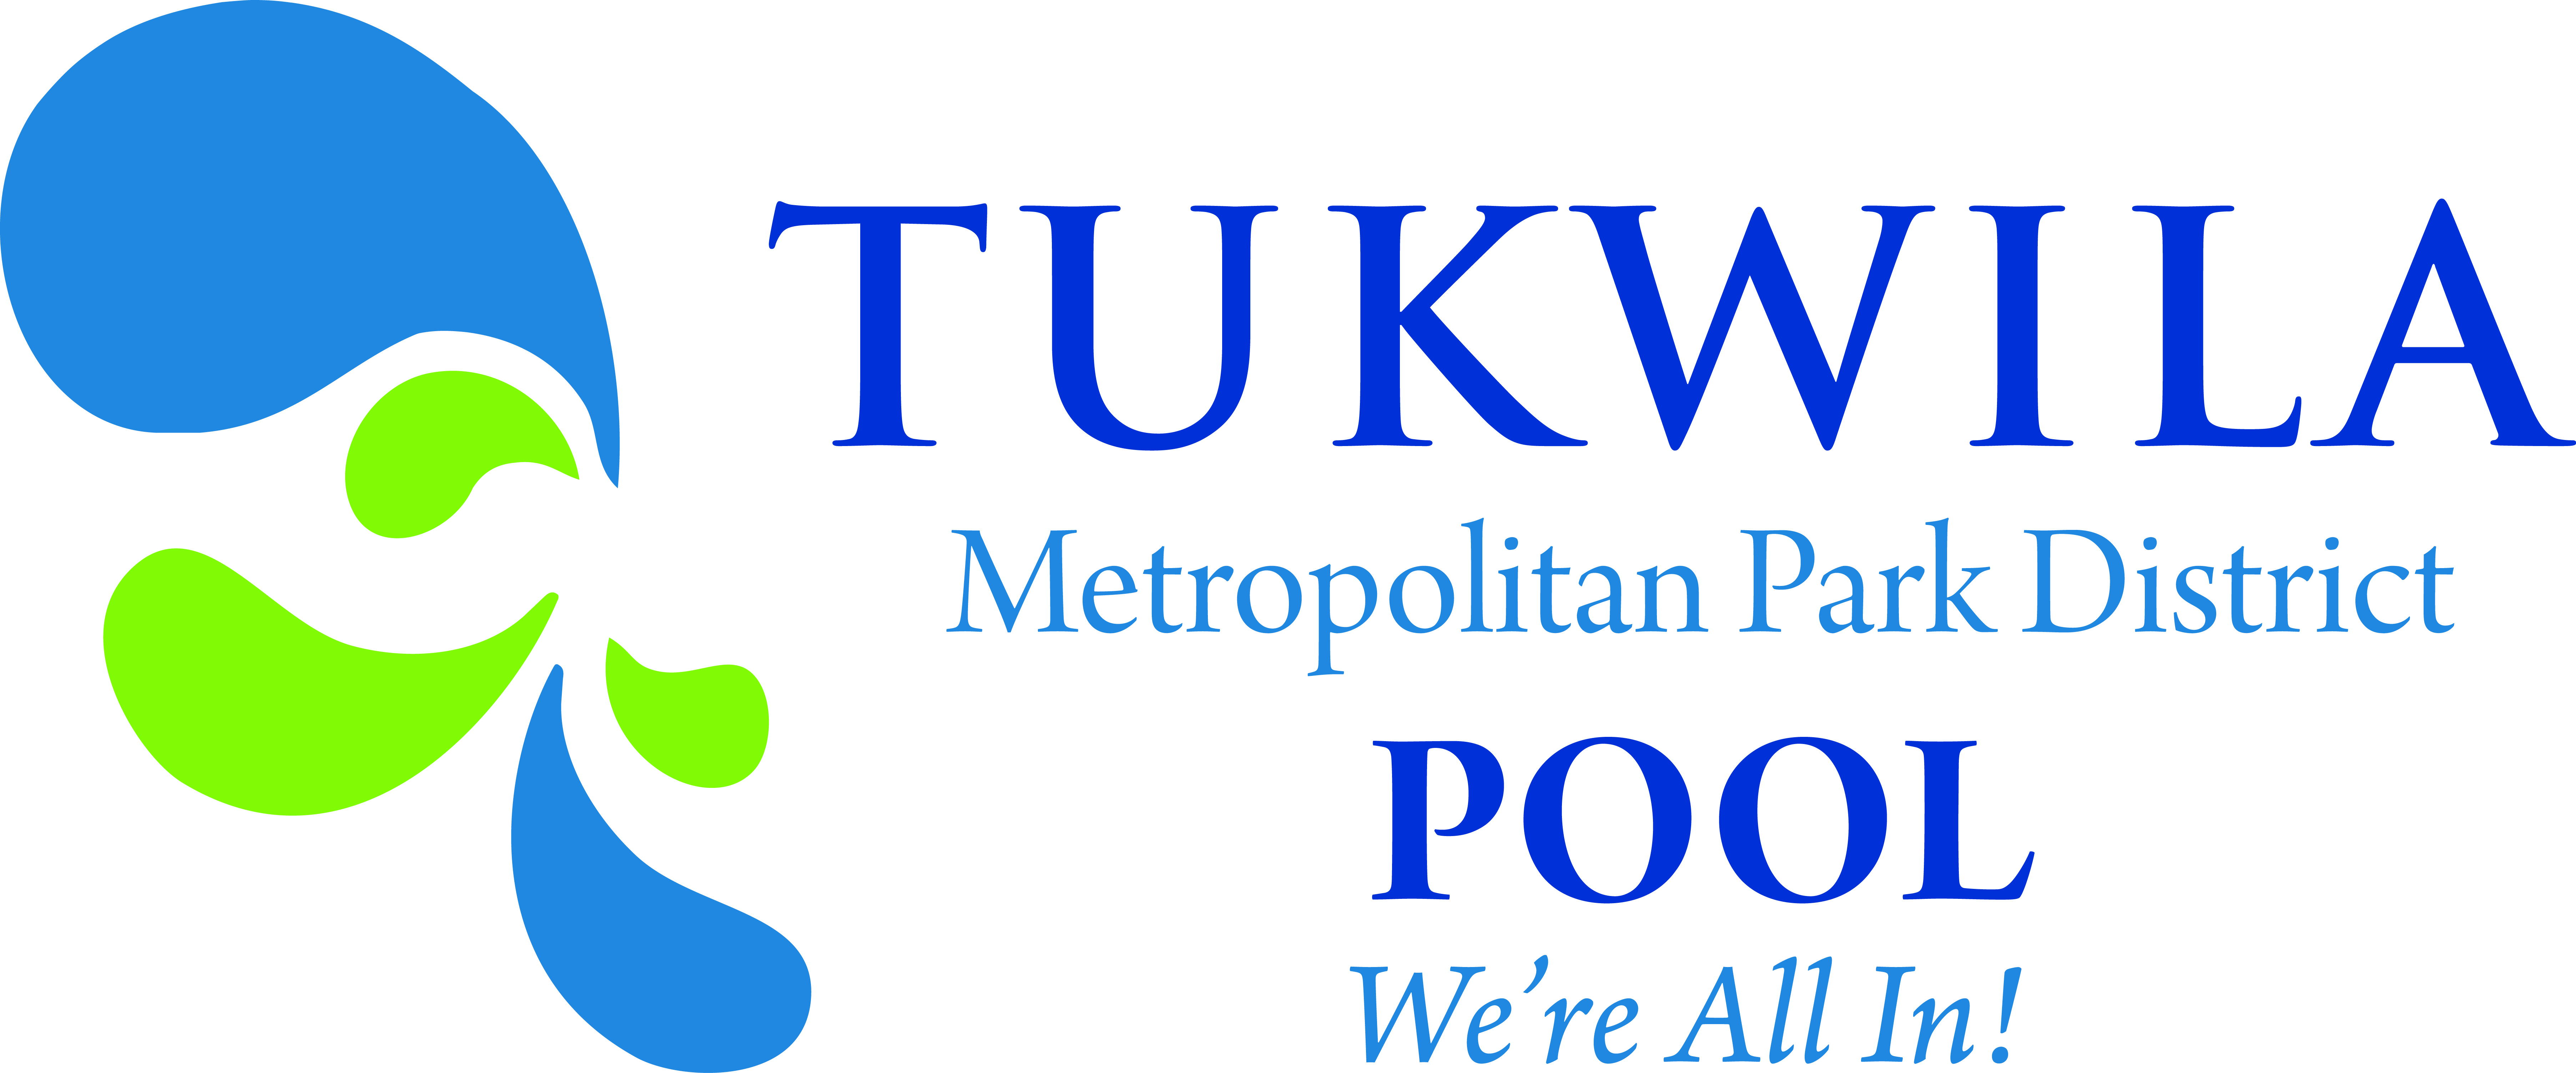 TUKWILA
Metropolitan Park District
POOL
We’re All In!